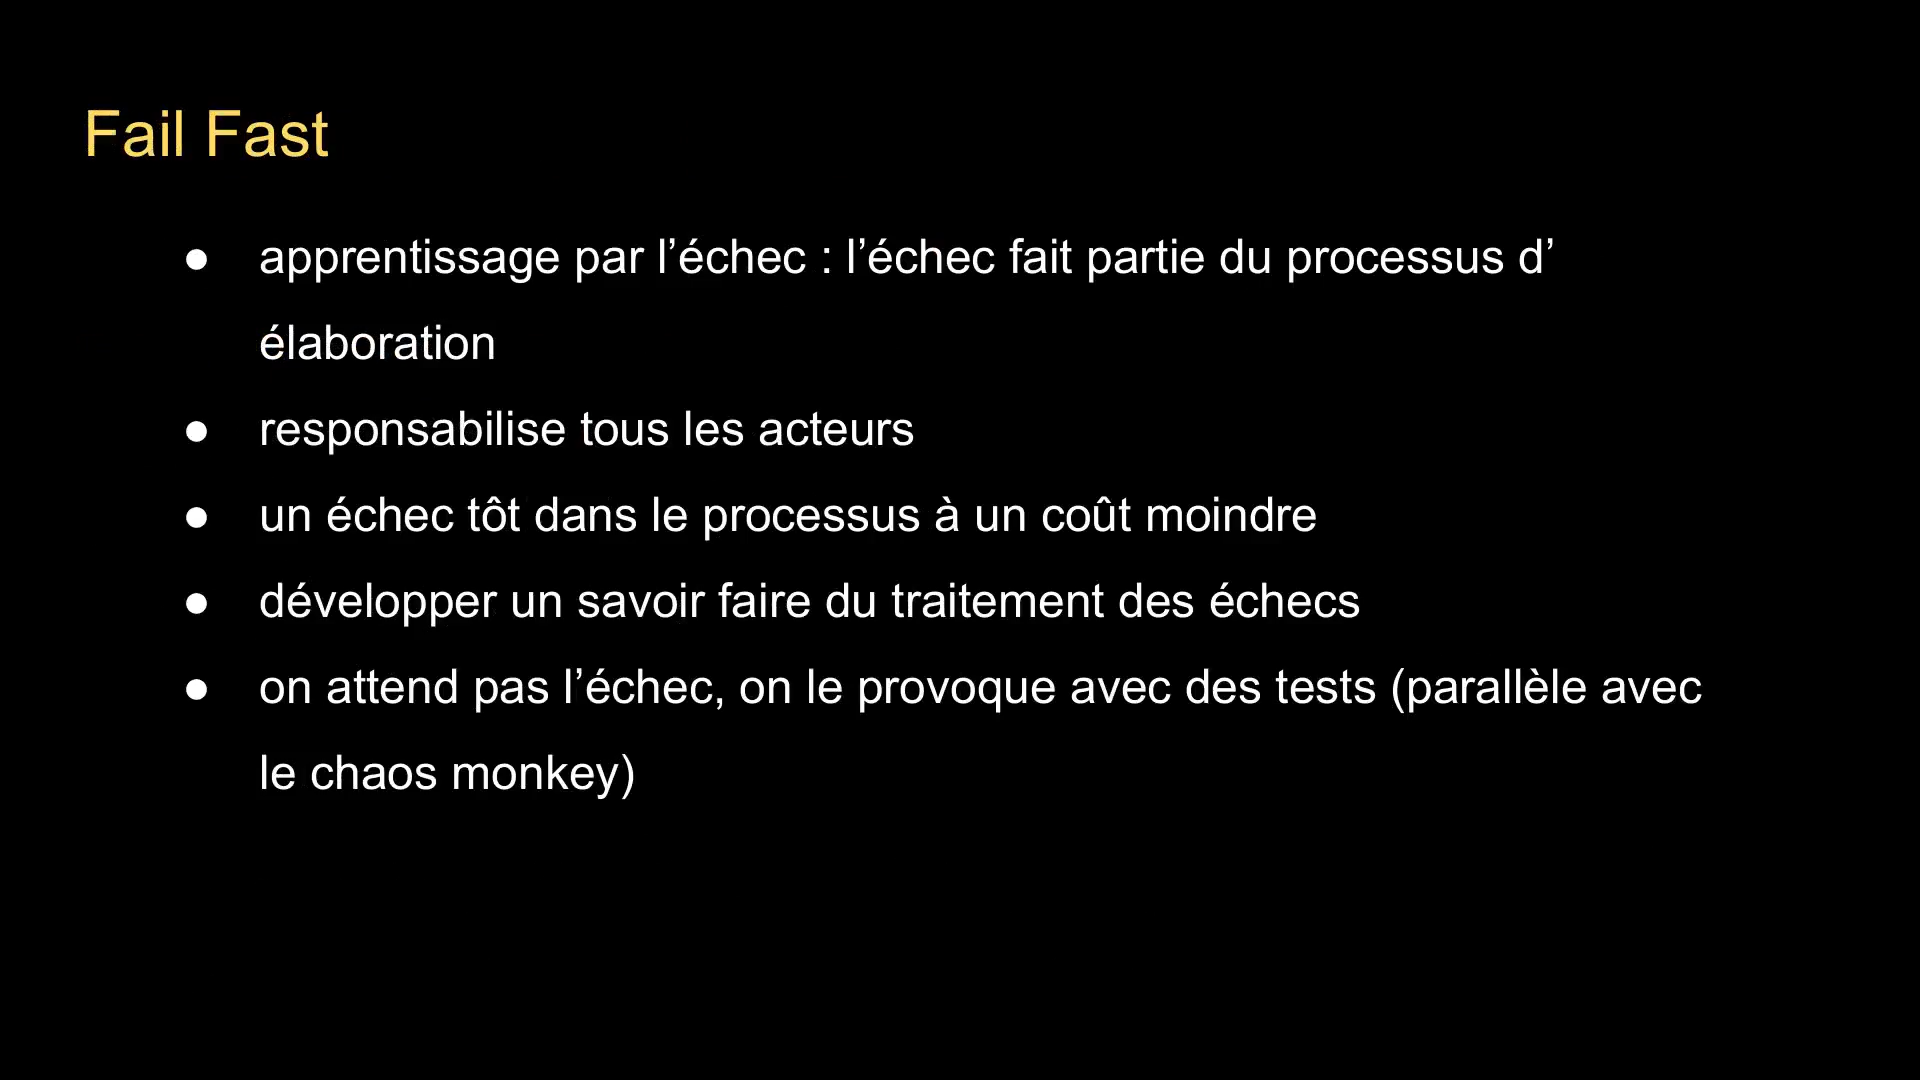 Fail Fast
● apprentissage par l’échec : l’échec fait partie du processus d’
élaboration
● responsabilise tous les acteurs
● un échec tôt dans le processus à un coût moindre
● développer un savoir faire du traitement des échecs
● on attend pas l’échec, on le provoque avec des tests (parallèle avec
le chaos monkey)